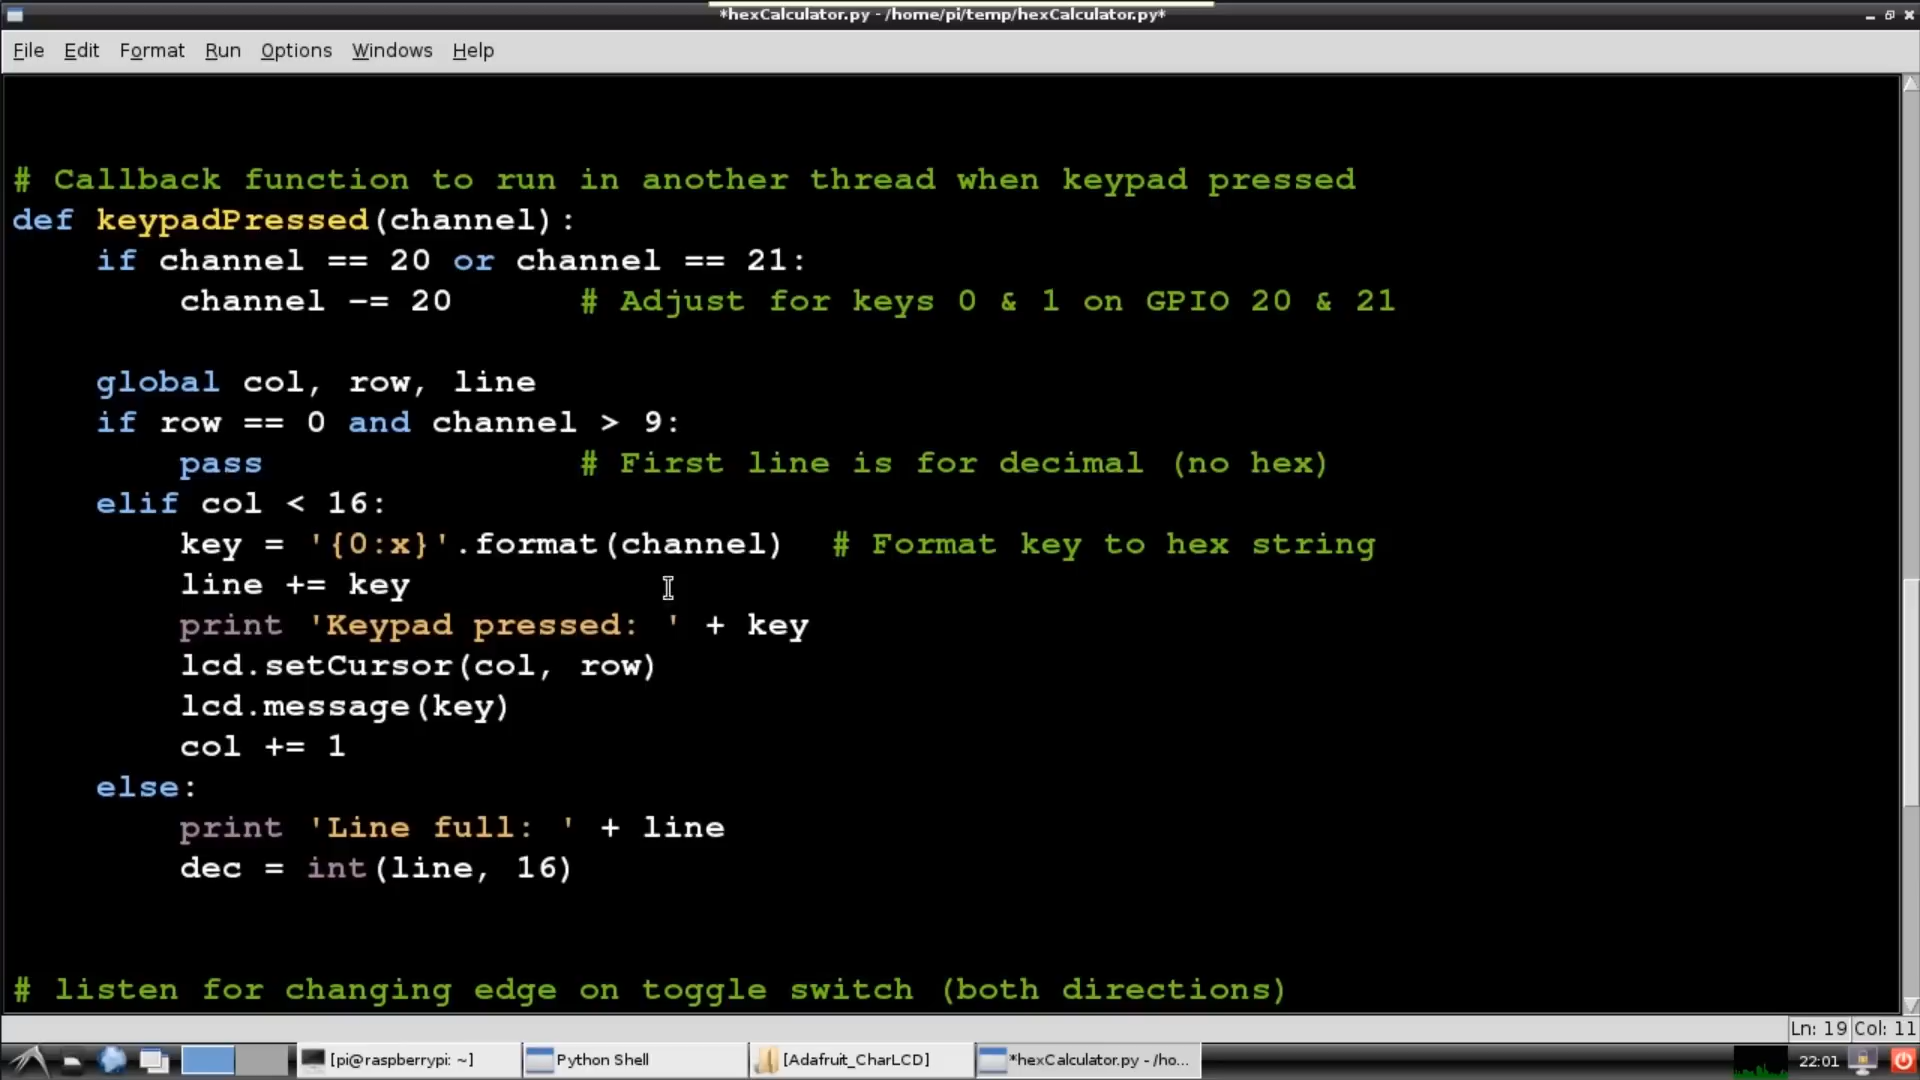 *hexCalculator.py - /home/pi/temp/hexCalculator.py*
File Edit Format Run Options Windows Help
# Callback function to run in another thread when keypad pressed
def keypadPressed(channel):
    if channel == 20 or channel == 21:
        channel -= 20      # Adjust for keys 0 & 1 on GPIO 20 & 21
    global col, row, line
    if row == 0 and channel > 9:
        pass               # First line is for decimal (no hex)
    elif col < 16:
        key = '{0:x}'.format(channel)  # Format key to hex string
        line += key
        print 'Keypad pressed: ' + key
        lcd.setCursor(col, row)
        lcd.message(key)
        col += 1
    else:
        print 'Line full: ' + line
        dec = int(line, 16)
# listen for changing edge on toggle switch (both directions)
Ln: 19 Col: 11
[pi@raspberrypi: ~] Python Shell [Adafruit_CharLCD] *hexCalculator.py - /ho... 22:01